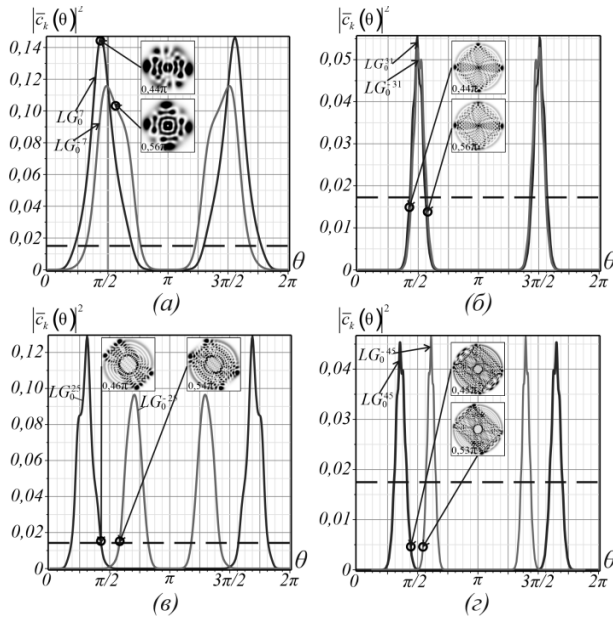 |c̄ₖ(θ)|²
0,14
0,12
0,10
0,08
0,06
0,04
0,02
0
LG₀⁷
LG₀⁻⁷
0,44π
0,56π
π/2
π
3π/2
2π
θ
(а)
|c̄ₖ(θ)|²
0,05
0,04
0,03
0,02
0,01
0
LG₀³¹
LG₀⁻³¹
0,44π
0,56π
0
π/2
π
3π/2
2π
θ
(б)
|c̄ₖ(θ)|²
0,12
0,10
0,08
0,06
0,04
0,02
0
LG₀²⁵
LG₀⁻²⁵
0,46π
0,54π
0
π/2
π
3π/2
2π
θ
(в)
|c̄ₖ(θ)|²
0,04
0,03
0,02
0,01
0
LG₀⁻⁴⁵
LG₀⁴⁵
0,45π
0,53π
0
π/2
π
3π/2
2π
θ
(г)